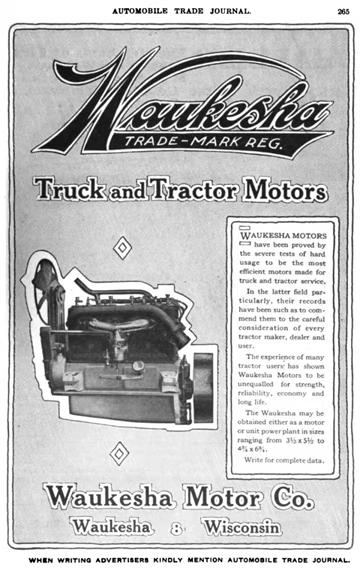 AUTOMOBILE TRADE JOURNAL. 265
Waukesha
TRADE-MARK REG.
Truck and Tractor Motors
WAUKESHA MOTORS
have been proved by
the severe tests of hard
usage to be the most
efficient motors made for
truck and tractor service.
In the latter field par-
ticularly, their records
have been such as to com-
mend them to the careful
consideration of every
tractor maker, dealer and
user.
The experience of many
tractor users has shown
Waukesha Motors to be
unequalled for strength,
reliability, economy and
long life.
The Waukesha may be
obtained either as a motor
or unit power plant in sizes
ranging from 3½ x 5½ to
4¾ x 6¾.
Write for complete data.
Waukesha Motor Co.
Waukesha Wisconsin
WHEN WRITING ADVERTISERS KINDLY MENTION AUTOMOBILE TRADE JOURNAL.